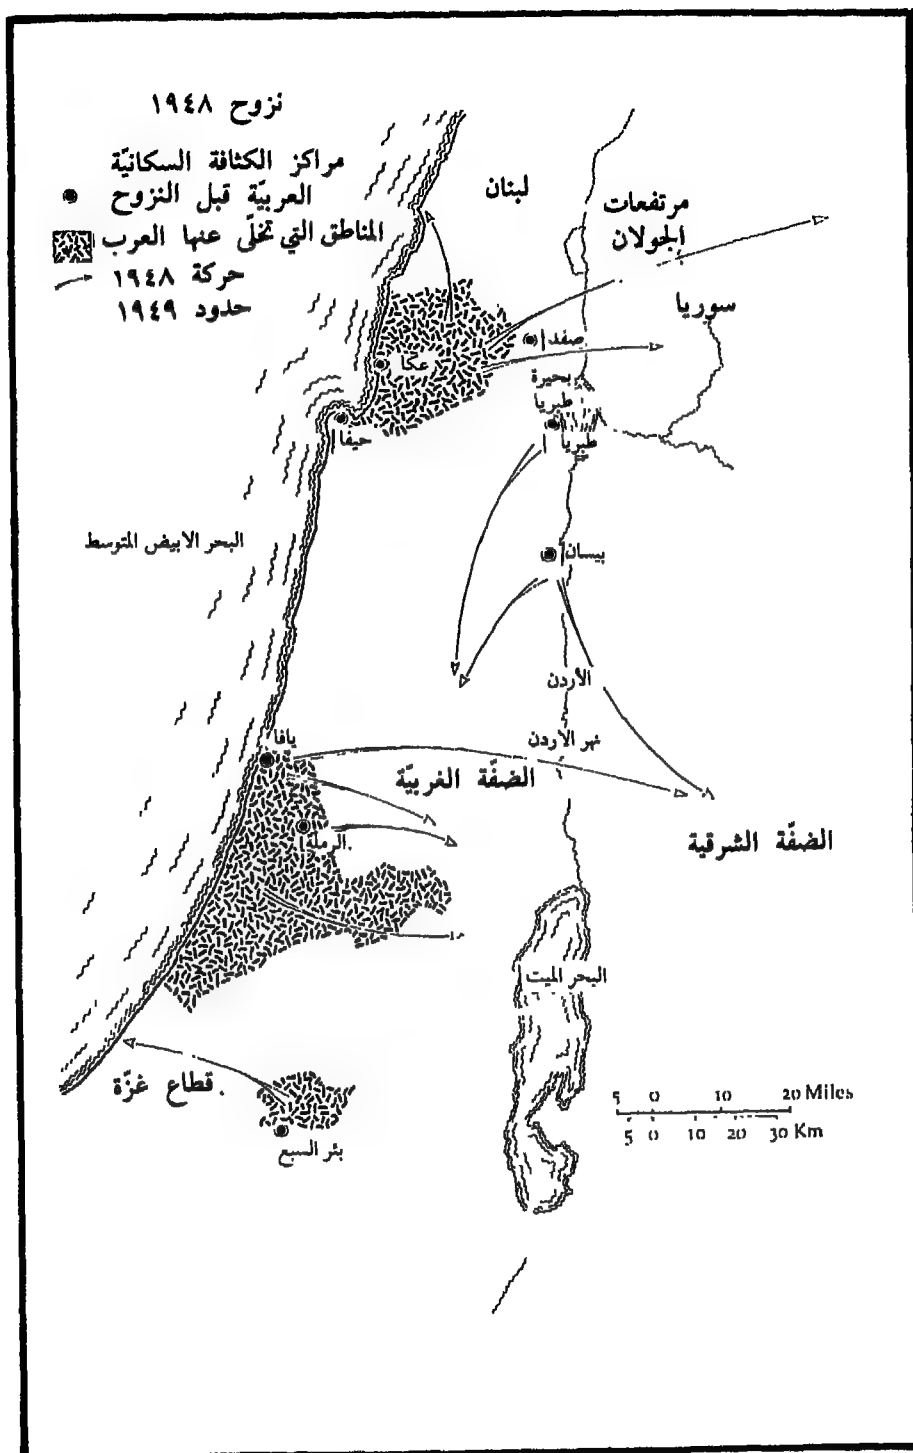 نزوح ١٩٤٨
مراكز الكثافة السكانيّة
العربيّة قبل النزوح
المناطق التي تخلّى عنها العرب
حركة ١٩٤٨
حدود ١٩٤٩
لبنان
مرتفعات
الجولان
سوريا
صفد
عكا
بحيرة
طبريا
طبريا
حيفا
البحر الابيض المتوسط
بيسان
الأردن
نهر الاردن
يافا
الضفّة الغربيّة
الرملة
الضفّة الشرقية
البحر الميت
قطاع غزّة
بئر السبع
5 0 10 20 Miles
5 0 10 20 30 Km